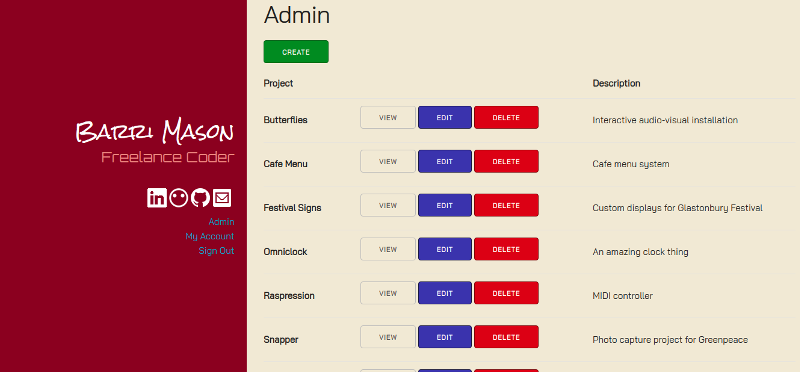 Admin
CREATE
Project Description
Butterflies VIEW EDIT DELETE Interactive audio-visual installation
Cafe Menu VIEW EDIT DELETE Cafe menu system
Festival Signs VIEW EDIT DELETE Custom displays for Glastonbury Festival
Omniclock VIEW EDIT DELETE An amazing clock thing
Raspression VIEW EDIT DELETE MIDI controller
Snapper VIEW EDIT DELETE Photo capture project for Greenpeace
Barri Mason
Freelance Coder
in
Admin
My Account
Sign Out